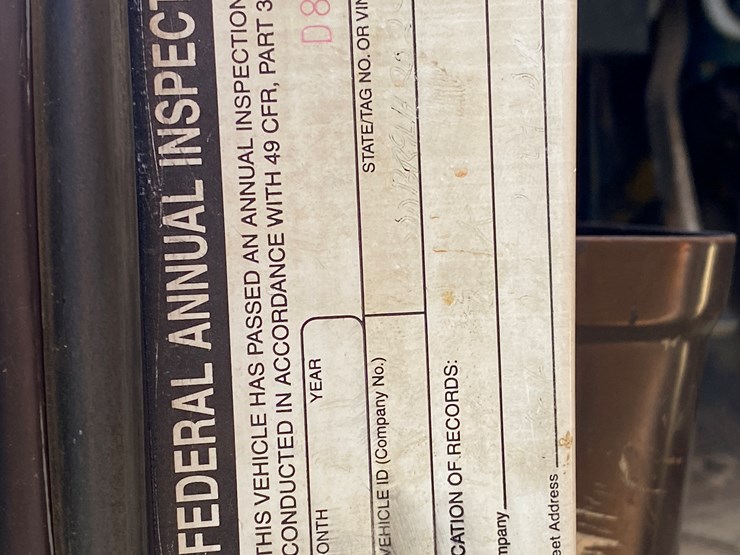 FEDERAL ANNUAL INSPECT
THIS VEHICLE HAS PASSED AN ANNUAL INSPECTION
CONDUCTED IN ACCORDANCE WITH 49 CFR, PART 3
ONTH YEAR D8
VEHICLE ID (Company No.) STATE/TAG NO. OR VIN
CATION OF RECORDS:
mpany
eet Address